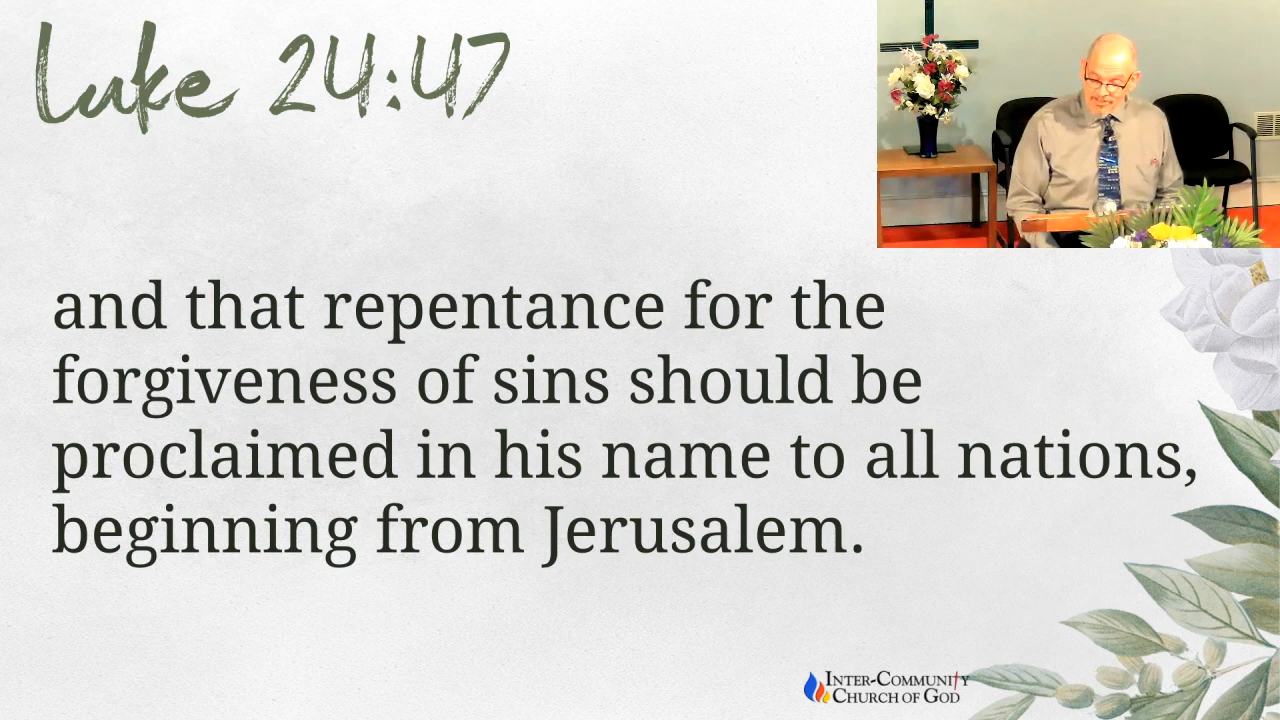 Luke 24:47
and that repentance for the
forgiveness of sins should be
proclaimed in his name to all nations,
beginning from Jerusalem.
Inter-Community
Church of God